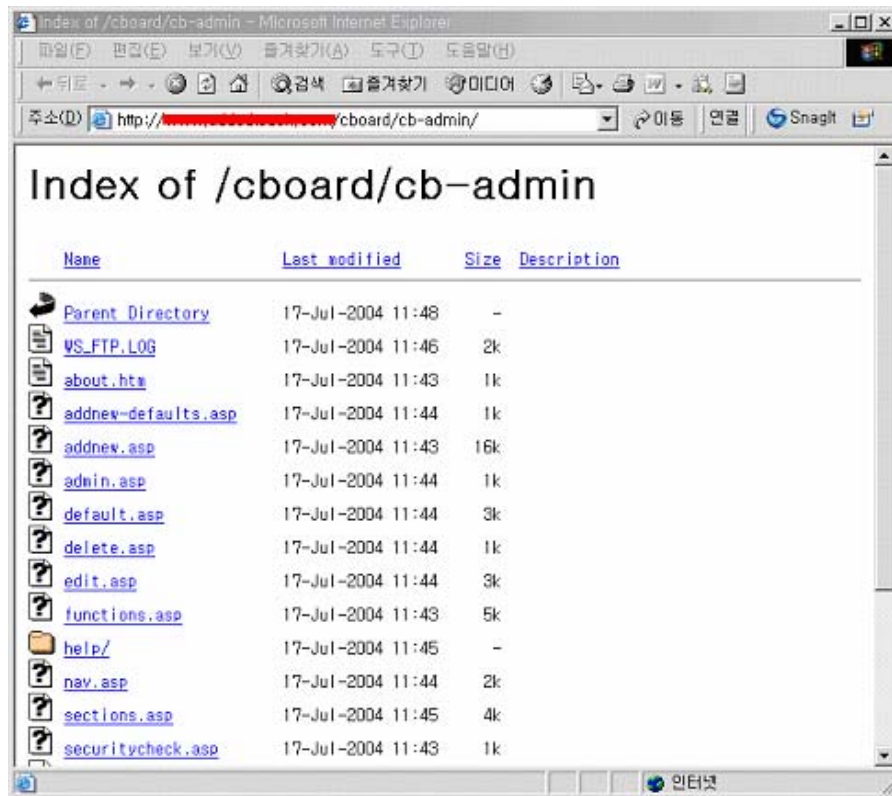 Index of /cboard/cb-admin - Microsoft Internet Explorer
파일(F) 편집(E) 보기(V) 즐겨찾기(A) 도구(T) 도움말(H)
뒤로 검색 즐겨찾기 미디어
주소(D) http:// /cboard/cb-admin/ 이동 연결 SnagIt
Index of /cboard/cb-admin
Name Last modified Size Description
Parent Directory 17-Jul-2004 11:48 -
WS_FTP.LOG 17-Jul-2004 11:46 2k
about.htm 17-Jul-2004 11:43 1k
addnew-defaults.asp 17-Jul-2004 11:44 1k
addnew.asp 17-Jul-2004 11:43 16k
admin.asp 17-Jul-2004 11:44 1k
default.asp 17-Jul-2004 11:44 3k
delete.asp 17-Jul-2004 11:44 1k
edit.asp 17-Jul-2004 11:44 3k
functions.asp 17-Jul-2004 11:43 5k
help/ 17-Jul-2004 11:45 -
nav.asp 17-Jul-2004 11:44 2k
sections.asp 17-Jul-2004 11:45 4k
securitycheck.asp 17-Jul-2004 11:43 1k
인터넷